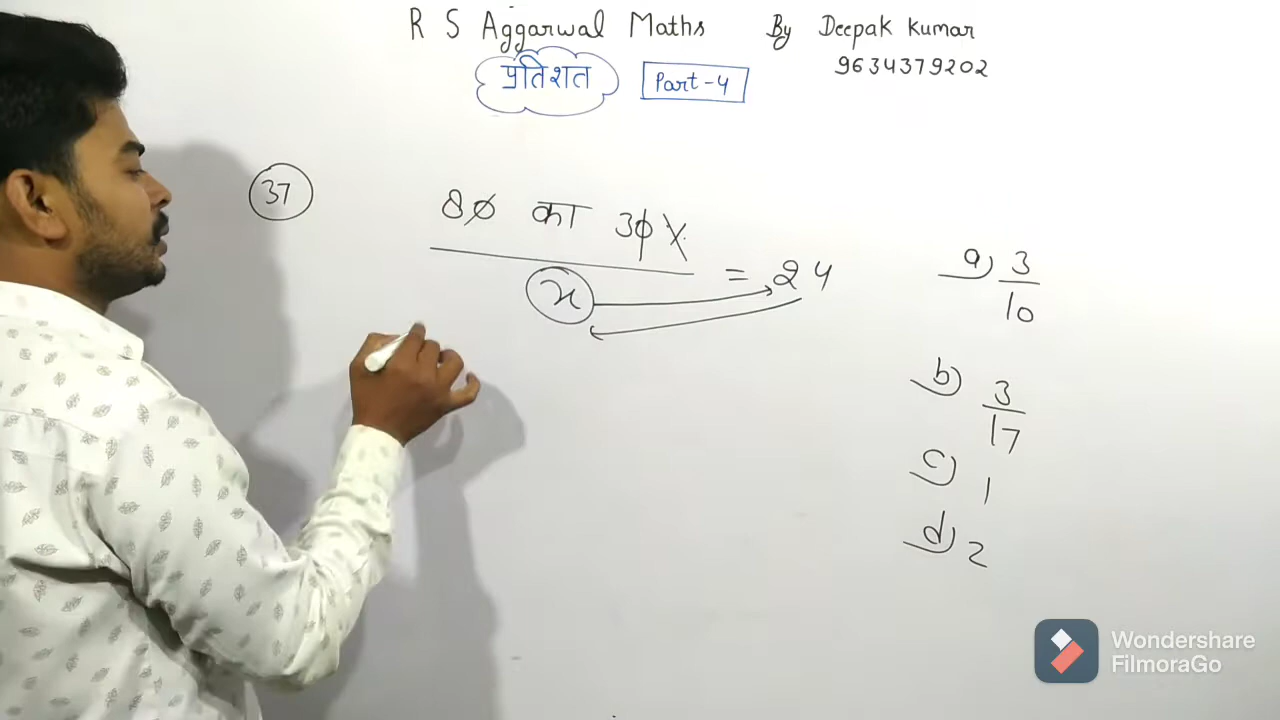 R S Aggarwal Maths By Deepak Kumar
9634379202
प्रतिशत Part-4
37
80 का 30%
x = 24
a) 3/10
b) 3/17
c) 1
d) 2
Wondershare
FilmoraGo